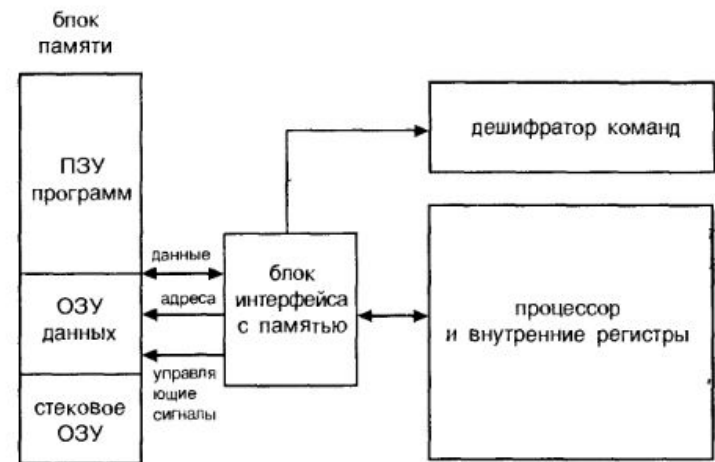 блок
памяти
ПЗУ
программ
ОЗУ
данных
стековое
ОЗУ
данные
адреса
управля
ющие
сигналы
блок
интерфейса
с памятью
дешифратор команд
процессор
и внутренние регистры